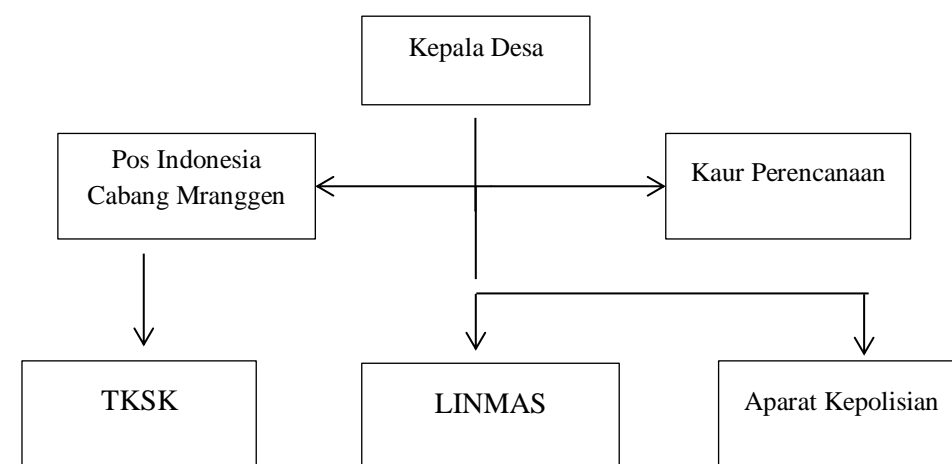 Kepala Desa
Pos Indonesia
Cabang Mranggen
Kaur Perencanaan
TKSK
LINMAS
Aparat Kepolisian